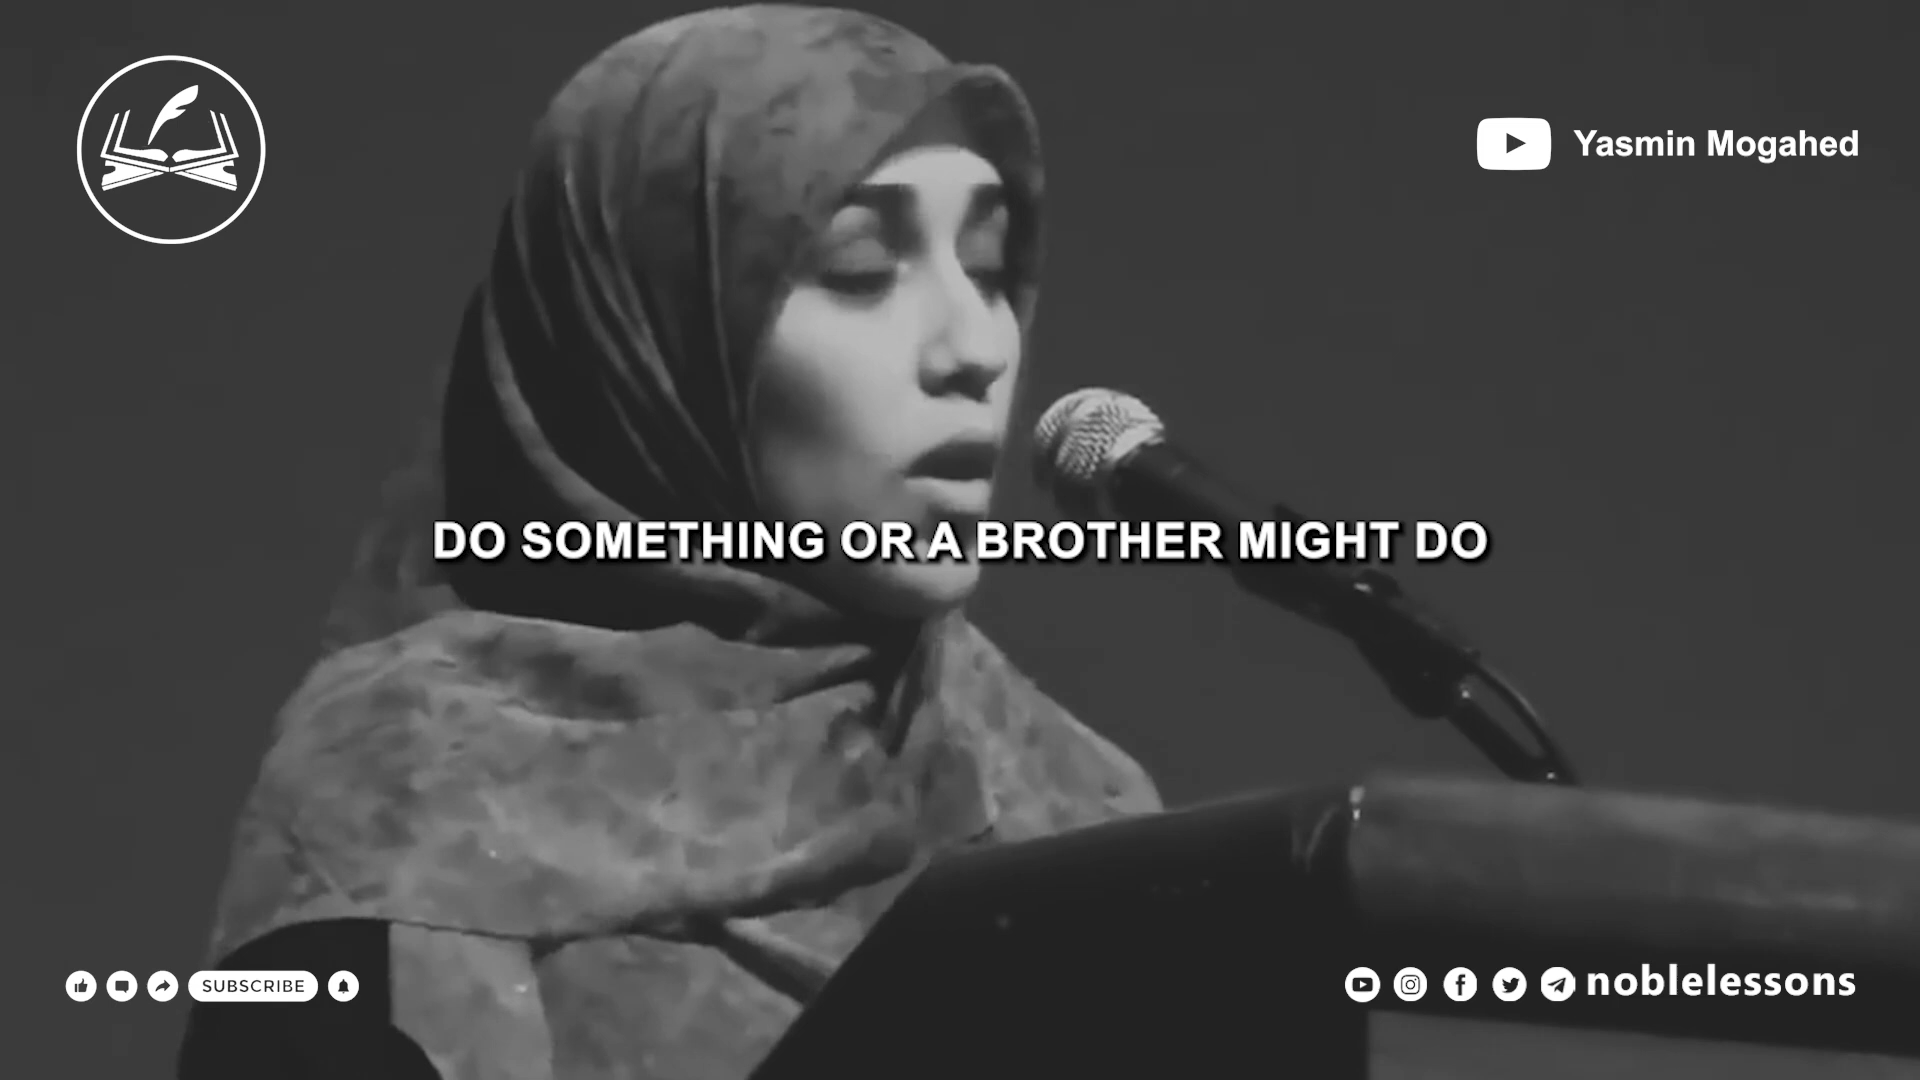 Yasmin Mogahed
DO SOMETHING OR A BROTHER MIGHT DO
SUBSCRIBE
noblelessons